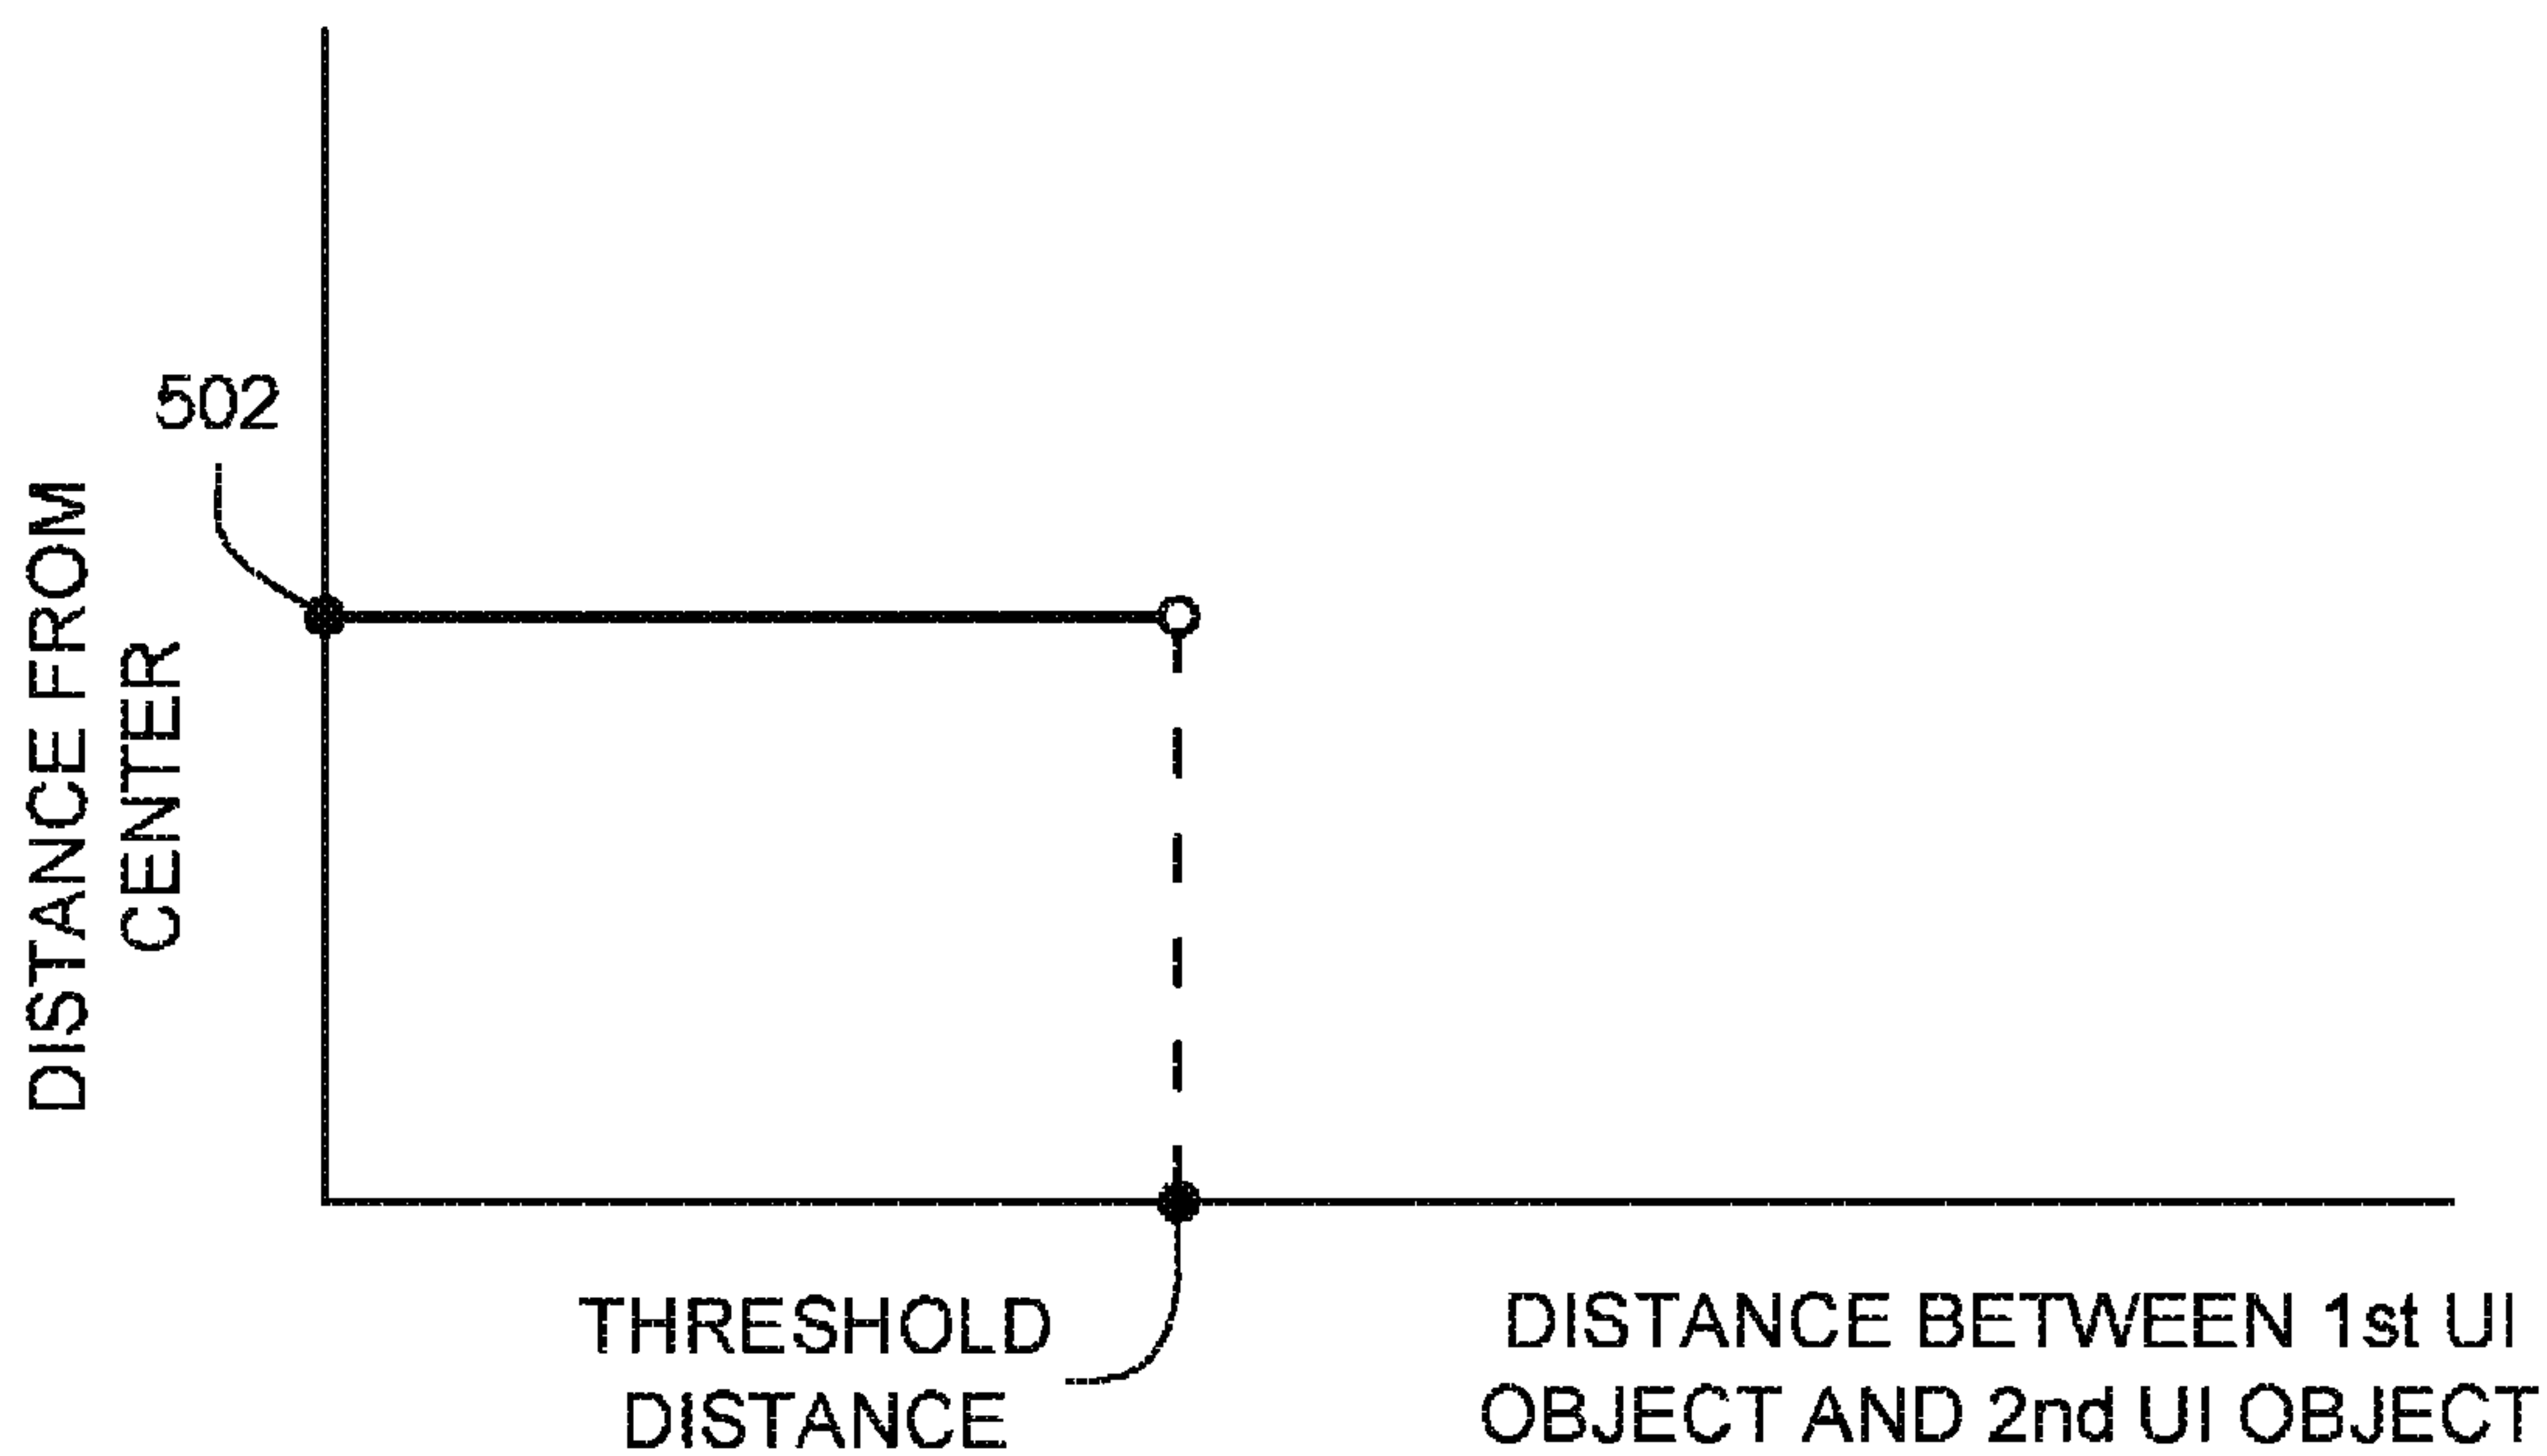 502
DISTANCE FROM
CENTER
THRESHOLD
DISTANCE
DISTANCE BETWEEN 1st UI
OBJECT AND 2nd UI OBJECT